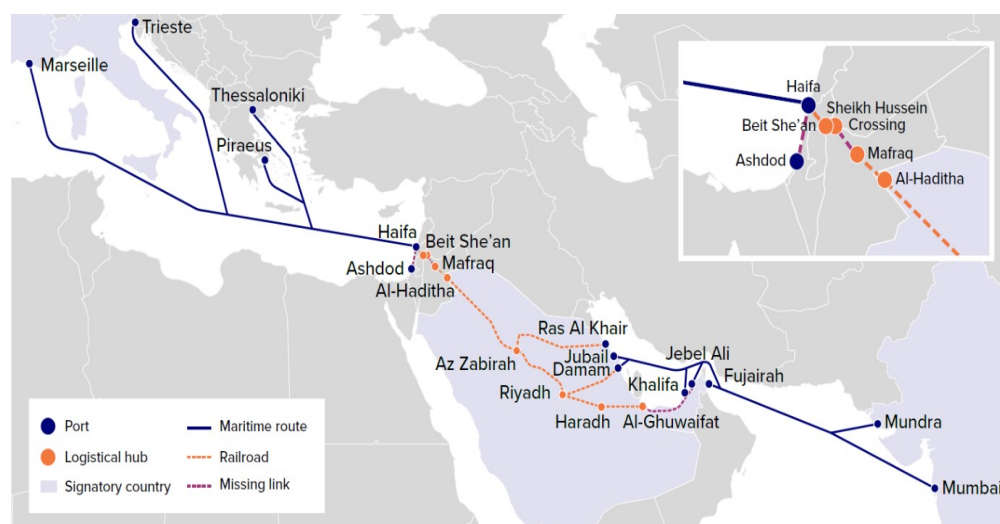 Trieste
Marseille
Thessaloniki
Piraeus
Haifa
Beit She'an
Ashdod
Mafraq
Al-Haditha
Ras Al Khair
Az Zabirah
Jubail
Damam
Jebel Ali
Riyadh
Khalifa
Fujairah
Haradh
Al-Ghuwaifat
Mundra
Mumbai
Haifa
Sheikh Hussein
Crossing
Beit She'an
Ashdod
Mafraq
Al-Haditha
Port
Maritime route
Logistical hub
Railroad
Signatory country
Missing link